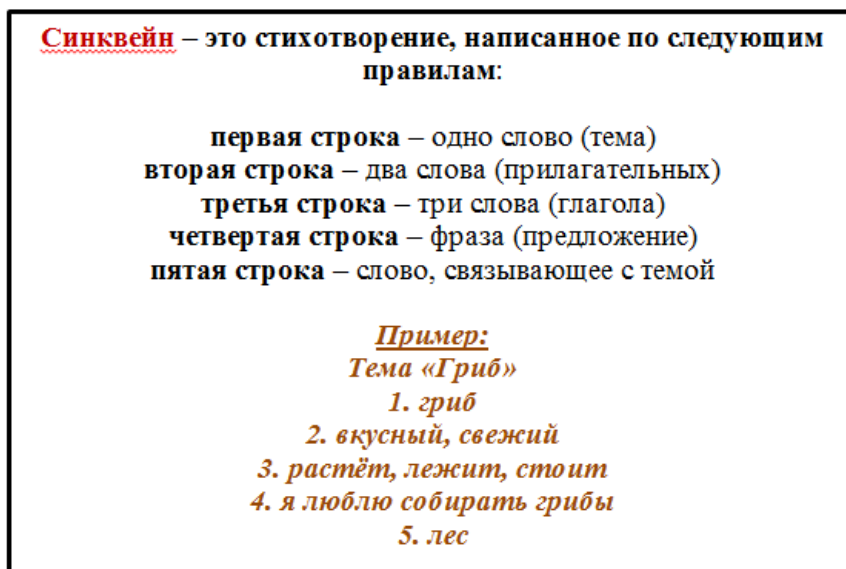 Синквейн – это стихотворение, написанное по следующим
правилам:
первая строка – одно слово (тема)
вторая строка – два слова (прилагательных)
третья строка – три слова (глагола)
четвертая строка – фраза (предложение)
пятая строка – слово, связывающее с темой
Пример:
Тема «Гриб»
1. гриб
2. вкусный, свежий
3. растёт, лежит, стоит
4. я люблю собирать грибы
5. лес